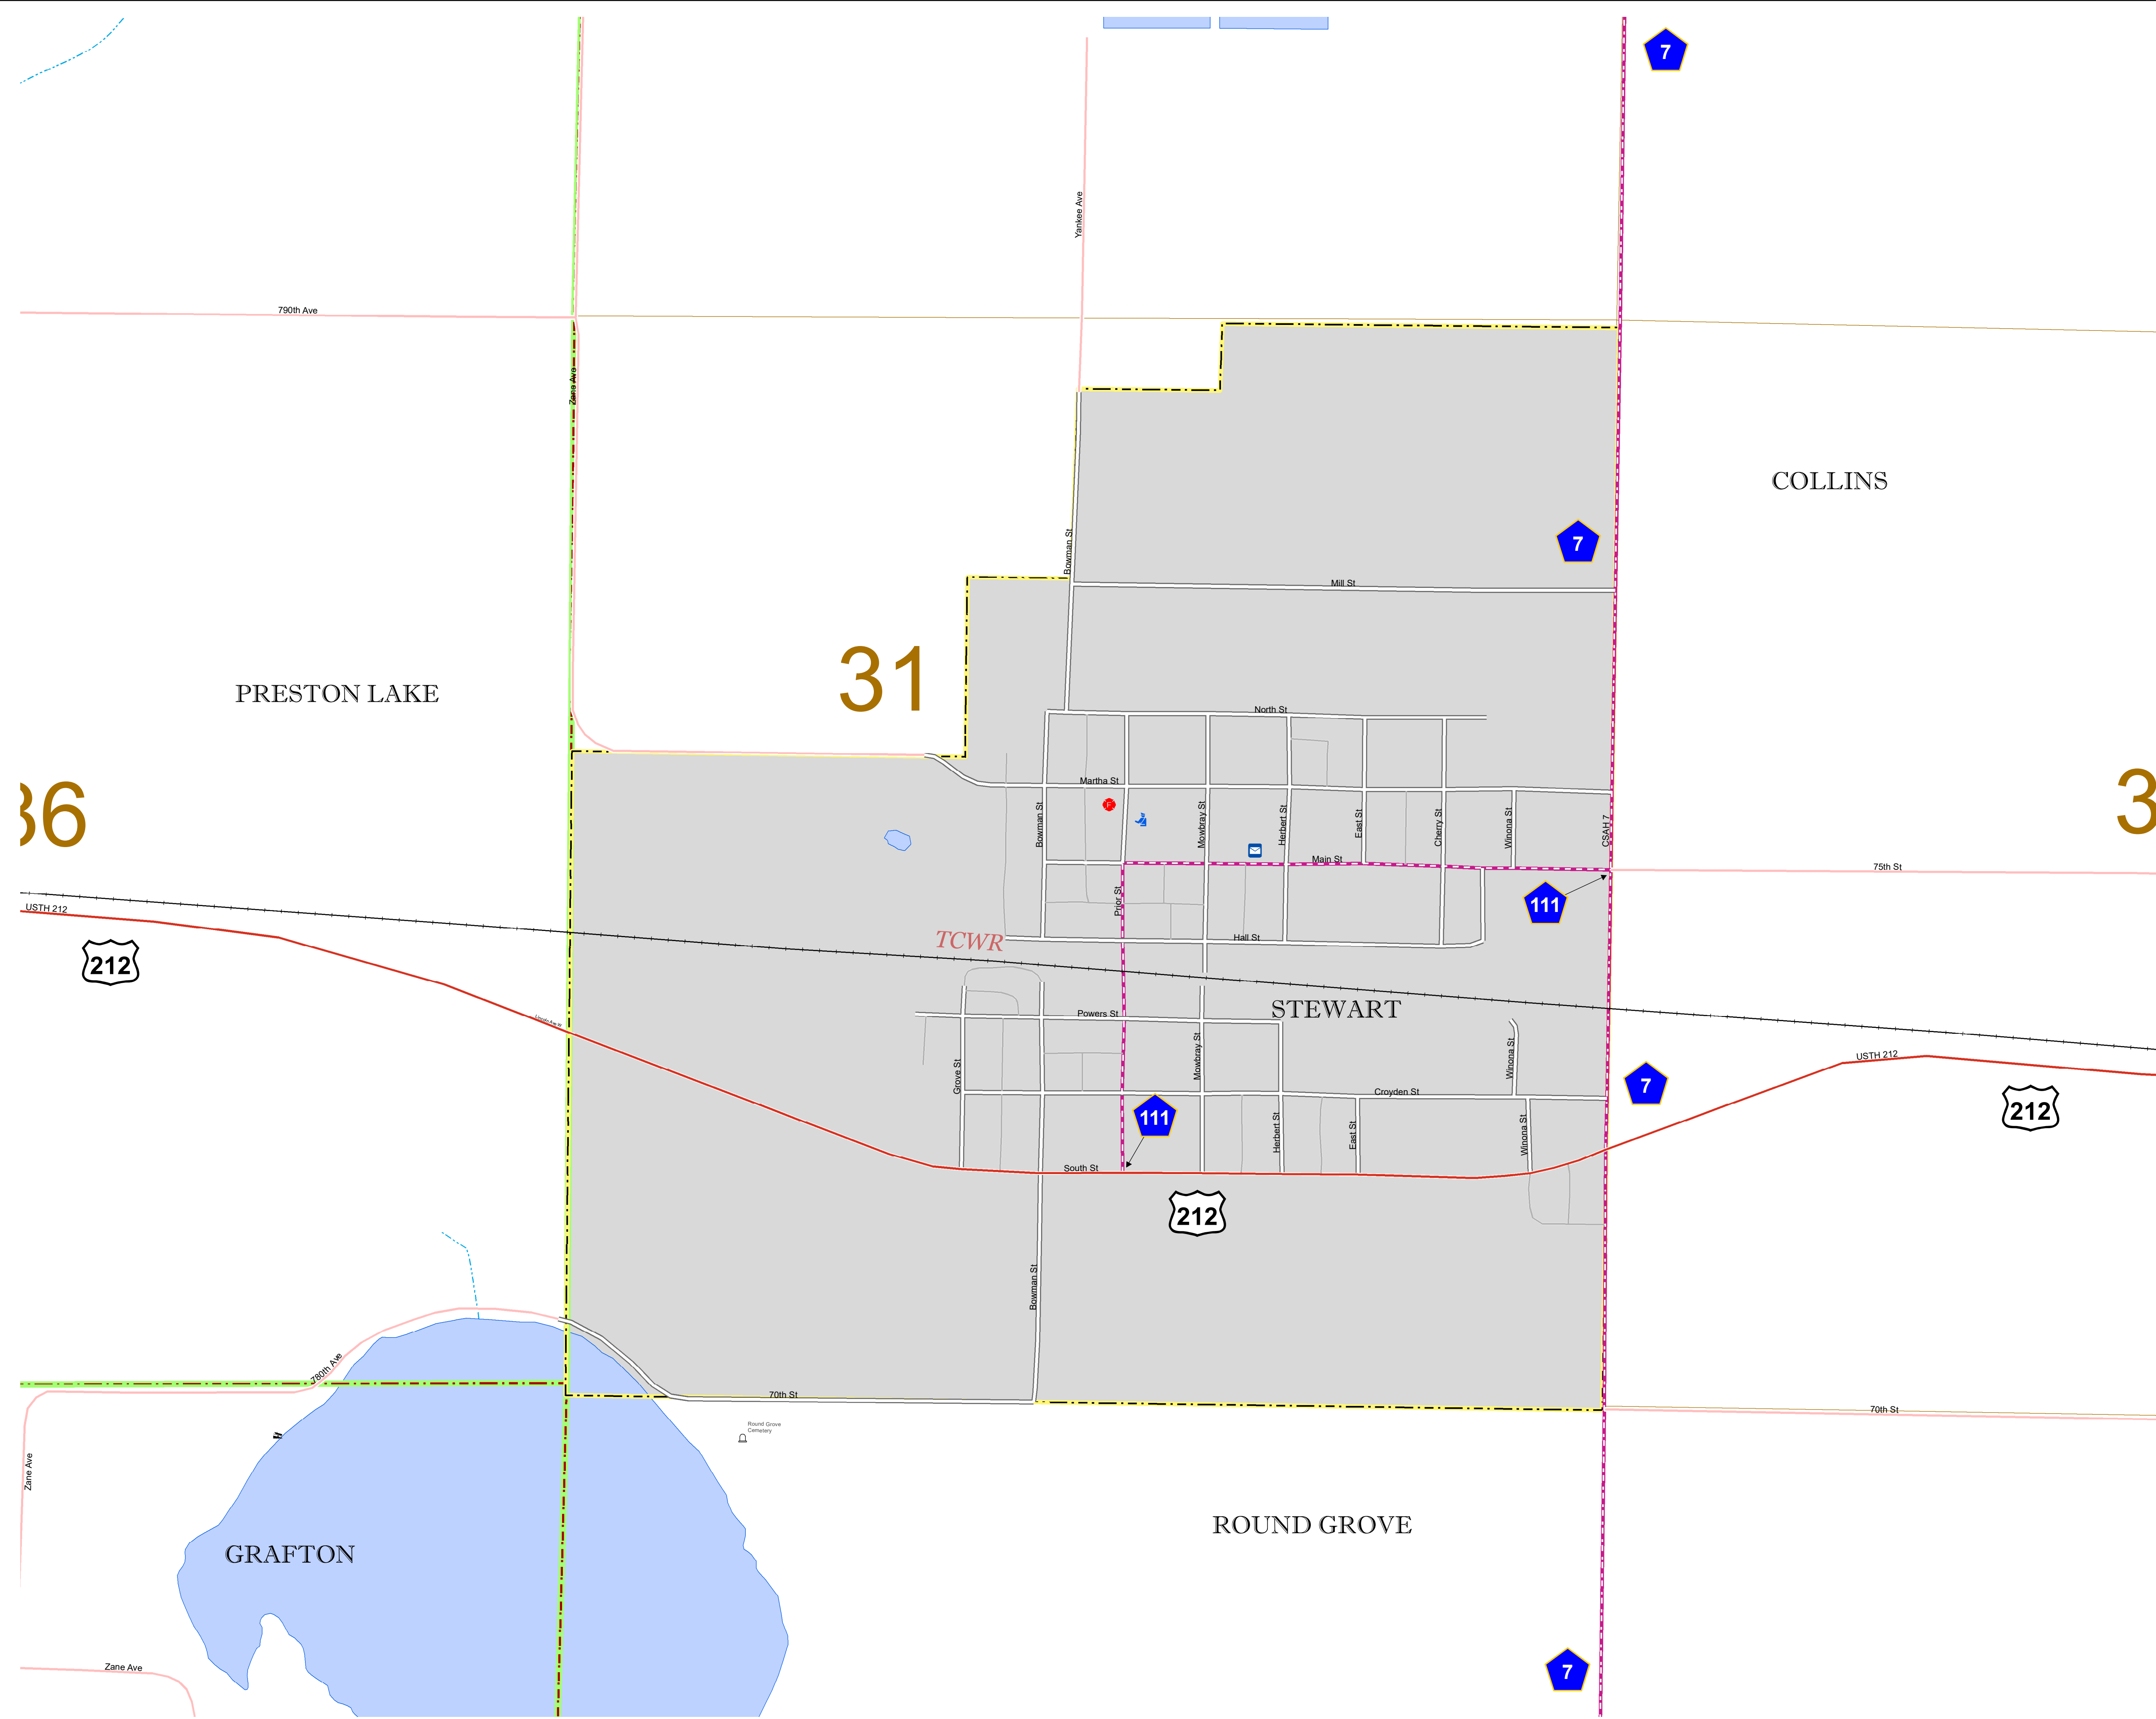 7
Yankee Ave
790th Ave
Zane Ave
COLLINS
7
Bowman St
Mill St
31
PRESTON LAKE
North St
Martha St
F
36
3
Bowman St
Mowbray St
Herbert St
East St
Cherry St
Winona St
CSAH 7
Main St
75th St
Prior St
111
USTH 212
212
TCWR
Hall St
STEWART
Powers St
Grove St
Mowbray St
Winona St
USTH 212
7
212
Croyden St
111
Herbert St
East St
Winona St
South St
212
Bowman St
780th Ave
70th St
70th St
Round Grove
Cemetery
Zane Ave
ROUND GROVE
GRAFTON
Zane Ave
7